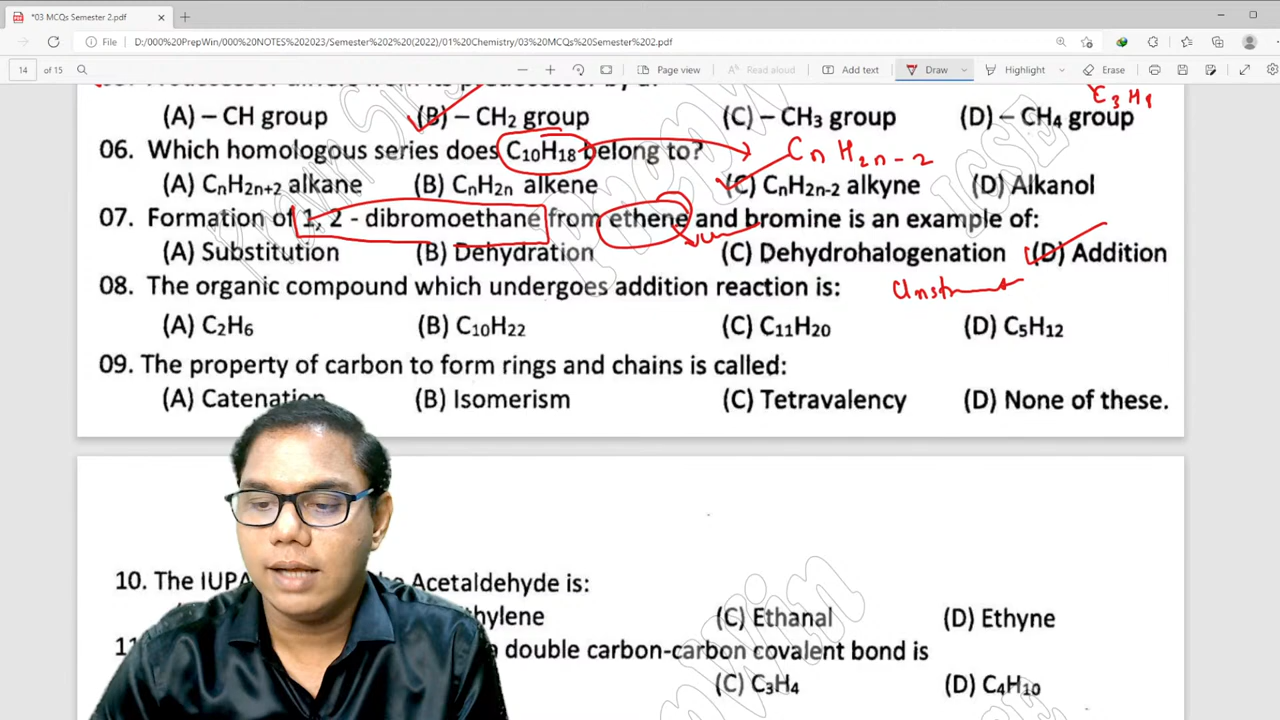 *03 MCQs Semester 2.pdf
File D:/000%20PrepWin/000%20NOTES%202023/Semester%202%20(2022)/01%20Chemistry/03%20MCQs%20Semester%202.pdf
14 of 15 Page view Read aloud Add text Draw Highlight Erase
C3H8
(A) – CH group (B) – CH2 group (C) – CH3 group (D) – CH4 group
06. Which homologous series does C10H18 belong to? CnH2n-2
(A) CnH2n+2 alkane (B) CnH2n alkene (C) CnH2n-2 alkyne (D) Alkanol
07. Formation of 1, 2 - dibromoethane from ethene and bromine is an example of:
(A) Substitution (B) Dehydration (C) Dehydrohalogenation (D) Addition
08. The organic compound which undergoes addition reaction is:
(A) C2H6 (B) C10H22 (C) C11H20 (D) C5H12
09. The property of carbon to form rings and chains is called:
(A) Catenation (B) Isomerism (C) Tetravalency (D) None of these.
10. The IUPA Acetaldehyde is:
thylene (C) Ethanal (D) Ethyne
double carbon-carbon covalent bond is
(C) C3H4 (D) C4H10
PrepWin
ICSE